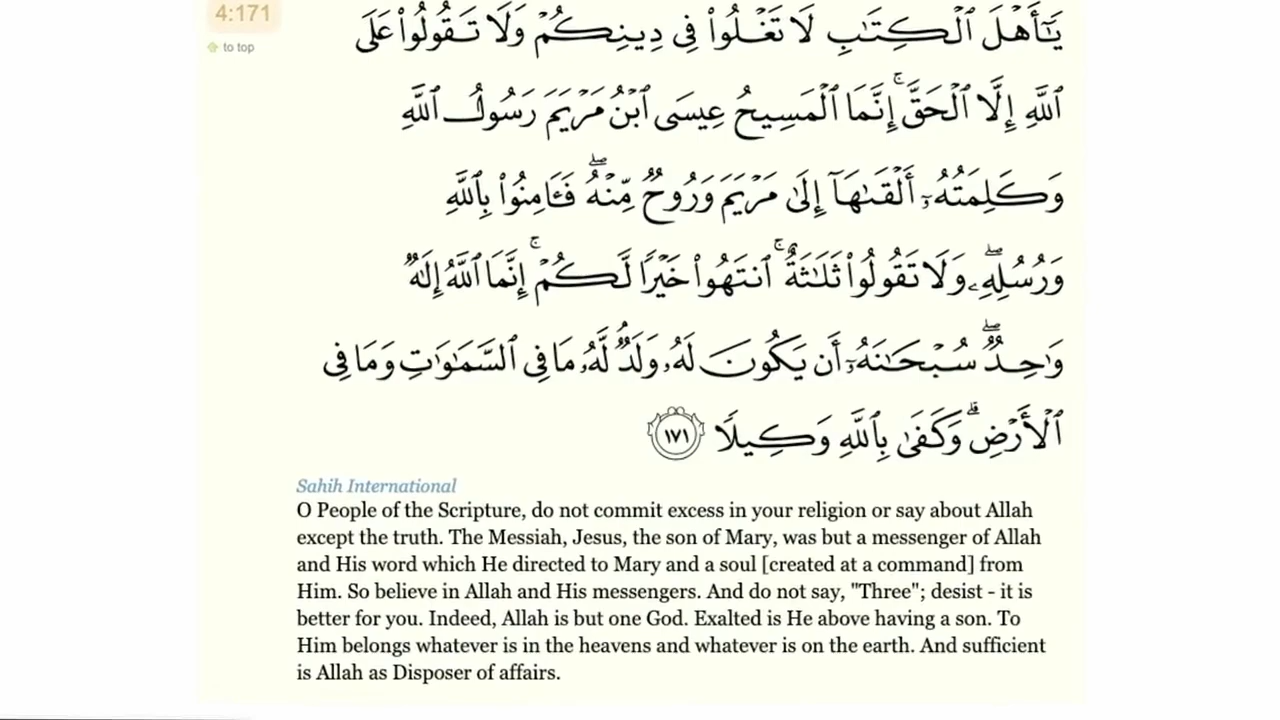 4:171
to top
يَـٰٓأَهْلَ ٱلْكِتَـٰبِ لَا تَغْلُوا۟ فِى دِينِكُمْ وَلَا تَقُولُوا۟ عَلَى
ٱللَّهِ إِلَّا ٱلْحَقَّ ۚ إِنَّمَا ٱلْمَسِيحُ عِيسَى ٱبْنُ مَرْيَمَ رَسُولُ ٱللَّهِ
وَكَلِمَتُهُۥٓ أَلْقَىٰهَآ إِلَىٰ مَرْيَمَ وَرُوحٌ مِّنْهُ ۖ فَـَٔامِنُوا۟ بِٱللَّهِ
وَرُسُلِهِۦ ۖ وَلَا تَقُولُوا۟ ثَلَـٰثَةٌ ۚ ٱنتَهُوا۟ خَيْرًا لَّكُمْ ۚ إِنَّمَا ٱللَّهُ إِلَـٰهٌ
وَٰحِدٌ ۖ سُبْحَـٰنَهُۥٓ أَن يَكُونَ لَهُۥ وَلَدٌ ۘ لَّهُۥ مَا فِى ٱلسَّمَـٰوَٰتِ وَمَا فِى
ٱلْأَرْضِ ۗ وَكَفَىٰ بِٱللَّهِ وَكِيلًا ١٧١
Sahih International
O People of the Scripture, do not commit excess in your religion or say about Allah
except the truth. The Messiah, Jesus, the son of Mary, was but a messenger of Allah
and His word which He directed to Mary and a soul [created at a command] from
Him. So believe in Allah and His messengers. And do not say, "Three"; desist - it is
better for you. Indeed, Allah is but one God. Exalted is He above having a son. To
Him belongs whatever is in the heavens and whatever is on the earth. And sufficient
is Allah as Disposer of affairs.